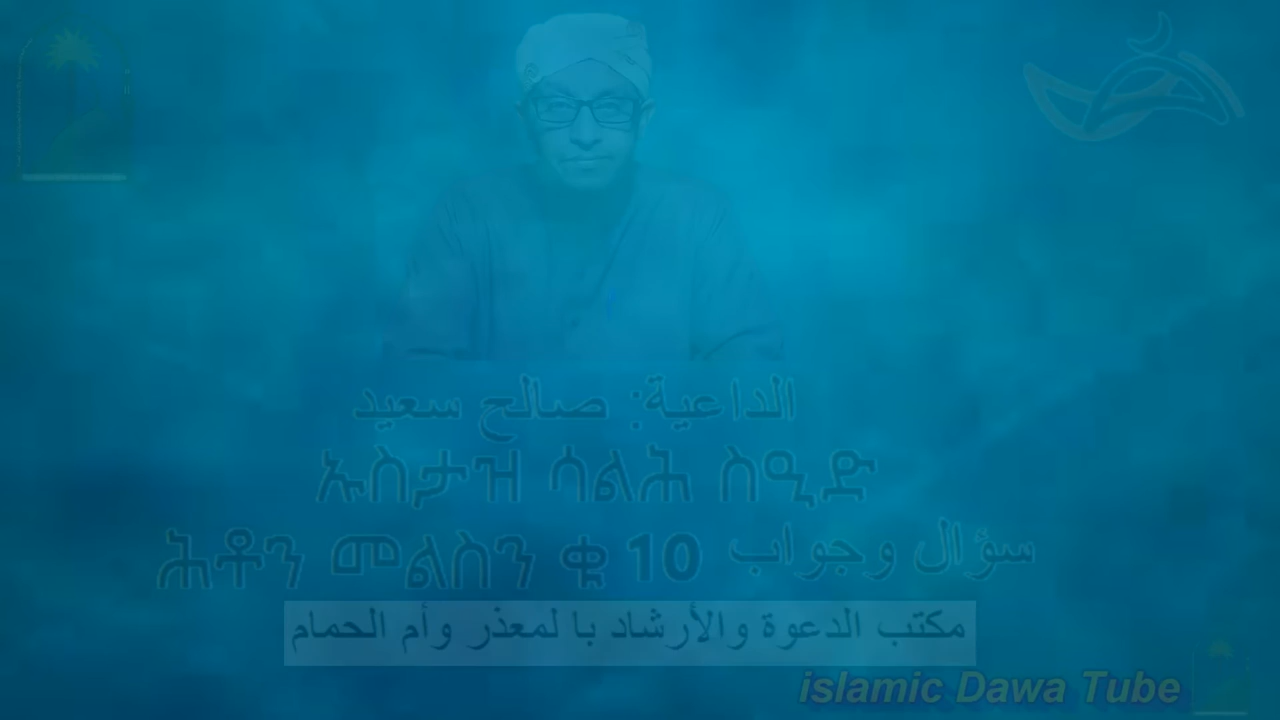 الداعية: صالح سعيد
ኡስታዝ ሳልሕ ስዒድ
ሕቶን መልስን ቁ 10 سؤال وجواب
مكتب الدعوة والأرشاد با لمعذر وأم الحمام
islamic Dawa Tube